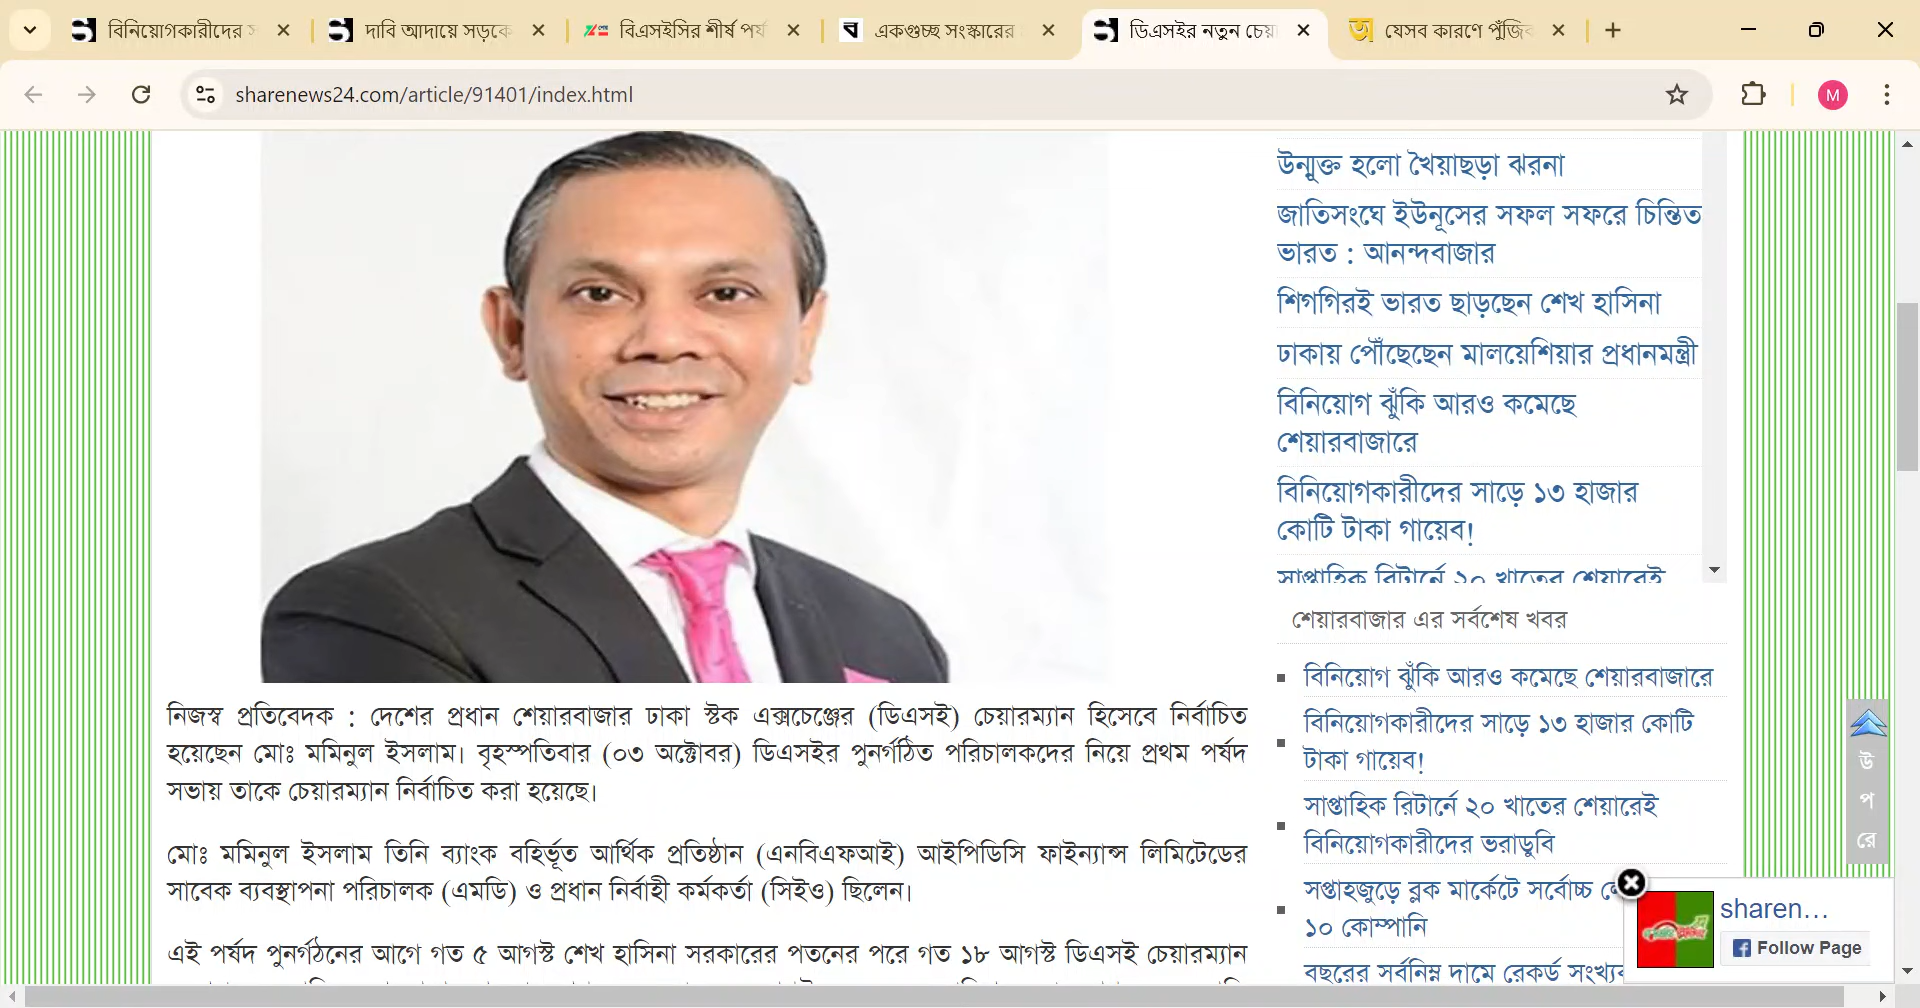 বিনিয়োগকারীদের
দাবি আদায়ে সড়কে
বিএসইসির শীর্ষ পর্ষ
একগুচ্ছ সংস্কারের
ডিএসইর নতুন চেয়া
যেসব কারণে পুঁজিব
sharenews24.com/article/91401/index.html
M
নিজস্ব প্রতিবেদক : দেশের প্রধান শেয়ারবাজার ঢাকা স্টক এক্সচেঞ্জের (ডিএসই) চেয়ারম্যান হিসেবে নির্বাচিত
হয়েছেন মোঃ মমিনুল ইসলাম। বৃহস্পতিবার (০৩ অক্টোবর) ডিএসইর পুনর্গঠিত পরিচালকদের নিয়ে প্রথম পর্ষদ
সভায় তাকে চেয়ারম্যান নির্বাচিত করা হয়েছে।
মোঃ মমিনুল ইসলাম তিনি ব্যাংক বহির্ভূত আর্থিক প্রতিষ্ঠান (এনবিএফআই) আইপিডিসি ফাইন্যান্স লিমিটেডের
সাবেক ব্যবস্থাপনা পরিচালক (এমডি) ও প্রধান নির্বাহী কর্মকর্তা (সিইও) ছিলেন।
এই পর্ষদ পুনর্গঠনের আগে গত ৫ আগস্ট শেখ হাসিনা সরকারের পতনের পরে গত ১৮ আগস্ট ডিএসই চেয়ারম্যান
উন্মুক্ত হলো খৈয়াছড়া ঝরনা
জাতিসংঘে ইউনূসের সফল সফরে চিন্তিত
ভারত : আনন্দবাজার
শিগগিরই ভারত ছাড়ছেন শেখ হাসিনা
ঢাকায় পৌঁছেছেন মালয়েশিয়ার প্রধানমন্ত্রী
বিনিয়োগ ঝুঁকি আরও কমেছে
শেয়ারবাজারে
বিনিয়োগকারীদের সাড়ে ১৩ হাজার
কোটি টাকা গায়েব!
সাপ্তাহিক রিটার্নে ২০ খাতের শেয়ারেই
শেয়ারবাজার এর সর্বশেষ খবর
বিনিয়োগ ঝুঁকি আরও কমেছে শেয়ারবাজারে
বিনিয়োগকারীদের সাড়ে ১৩ হাজার কোটি
টাকা গায়েব!
সাপ্তাহিক রিটার্নে ২০ খাতের শেয়ারেই
বিনিয়োগকারীদের ভরাডুবি
সপ্তাহজুড়ে ব্লক মার্কেটে সর্বোচ্চ
১০ কোম্পানি
বছরের সর্বনিম্ন দামে রেকর্ড সংখ্যক
উ
প
রে
sharen...
Follow Page